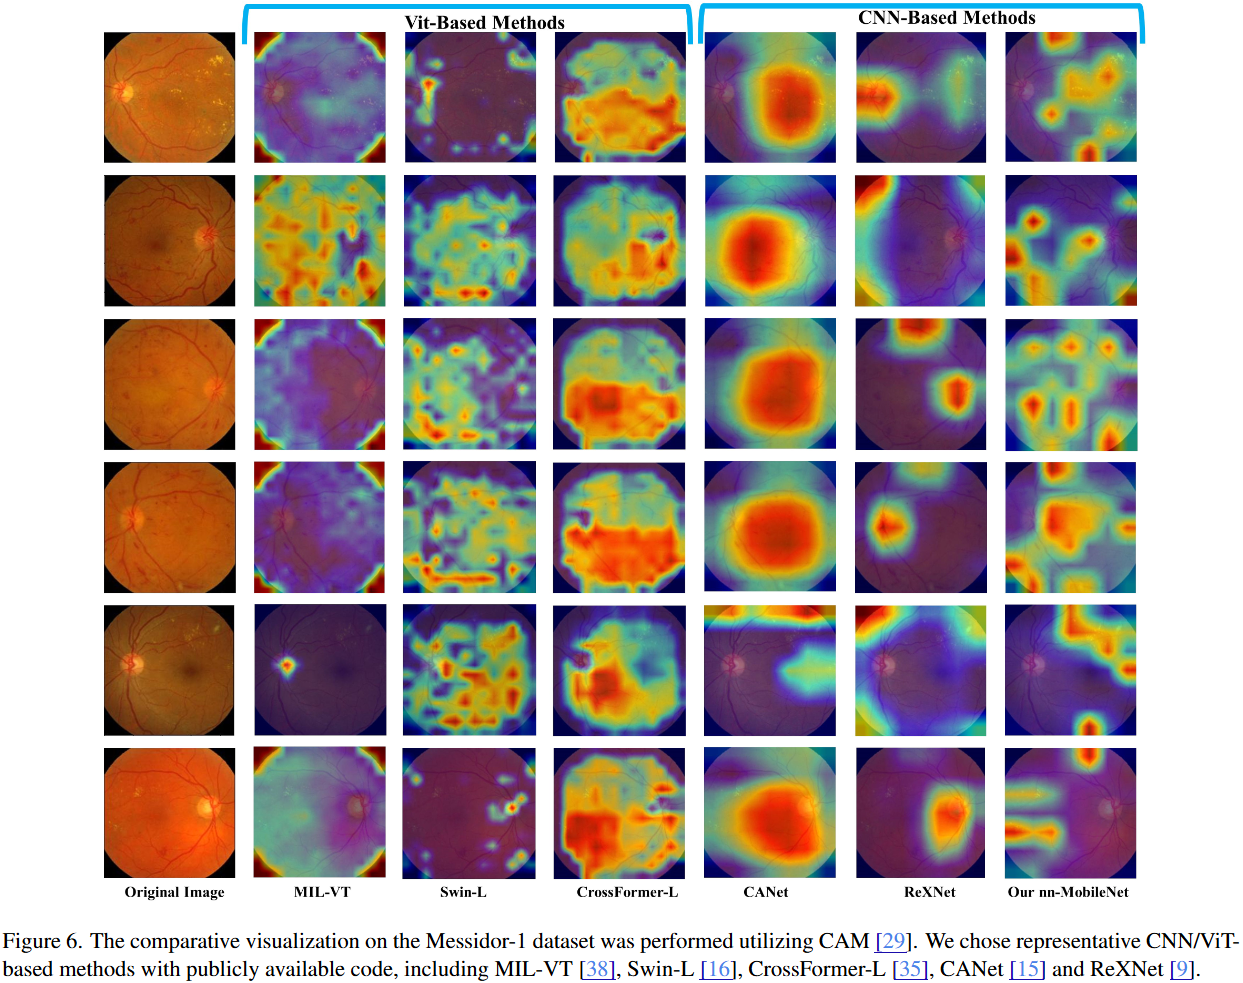 Vit-Based Methods
CNN-Based Methods
Original Image
MIL-VT
Swin-L
CrossFormer-L
CANet
ReXNet
Our nn-MobileNet
Figure 6. The comparative visualization on the Messidor-1 dataset was performed utilizing CAM [29]. We chose representative CNN/ViT-
based methods with publicly available code, including MIL-VT [38], Swin-L [16], CrossFormer-L [35], CANet [15] and ReXNet [9].